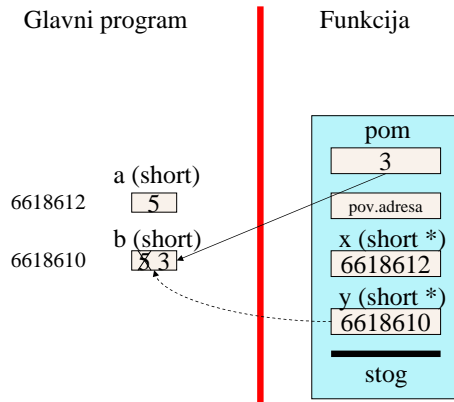 Glavni program
Funkcija
pom
3
a (short)
6618612
5
pov.adresa
b (short)
x (short *)
6618610
5 3
6618612
y (short *)
6618610
stog